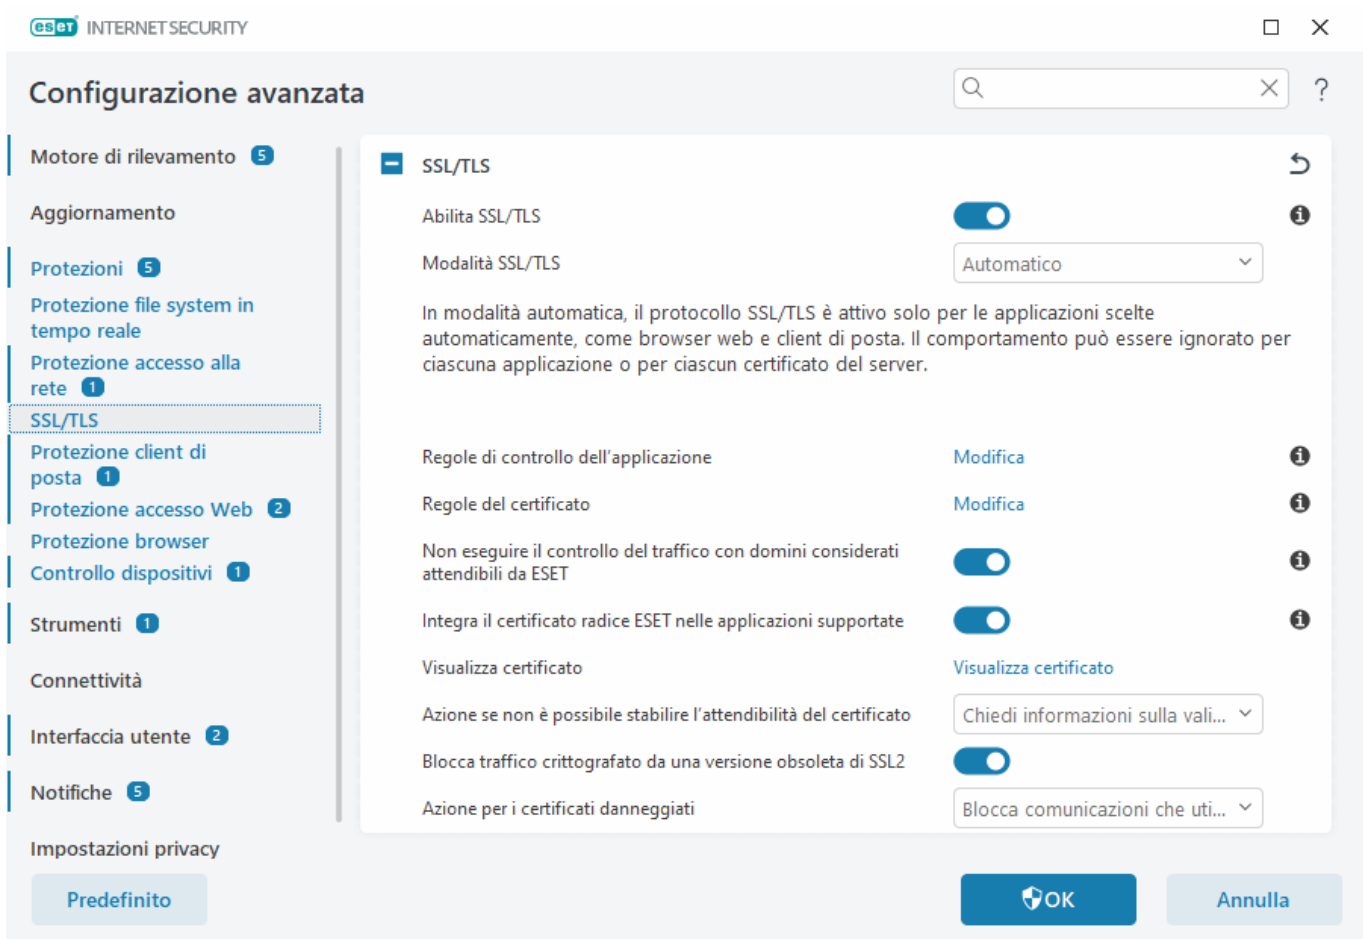 eset INTERNET SECURITY
Configurazione avanzata
?
Motore di rilevamento 5
Aggiornamento
Protezioni 5
Protezione file system in
tempo reale
Protezione accesso alla
rete 1
SSL/TLS
Protezione client di
posta 1
Protezione accesso Web 2
Protezione browser
Controllo dispositivi 1
Strumenti 1
Connettività
Interfaccia utente 2
Notifiche 5
Impostazioni privacy
SSL/TLS
Abilita SSL/TLS
Modalità SSL/TLS Automatico
In modalità automatica, il protocollo SSL/TLS è attivo solo per le applicazioni scelte
automaticamente, come browser web e client di posta. Il comportamento può essere ignorato per
ciascuna applicazione o per ciascun certificato del server.
Regole di controllo dell'applicazione Modifica
Regole del certificato Modifica
Non eseguire il controllo del traffico con domini considerati
attendibili da ESET
Integra il certificato radice ESET nelle applicazioni supportate
Visualizza certificato Visualizza certificato
Azione se non è possibile stabilire l'attendibilità del certificato Chiedi informazioni sulla vali...
Blocca traffico crittografato da una versione obsoleta di SSL2
Azione per i certificati danneggiati Blocca comunicazioni che uti...
Predefinito OK Annulla